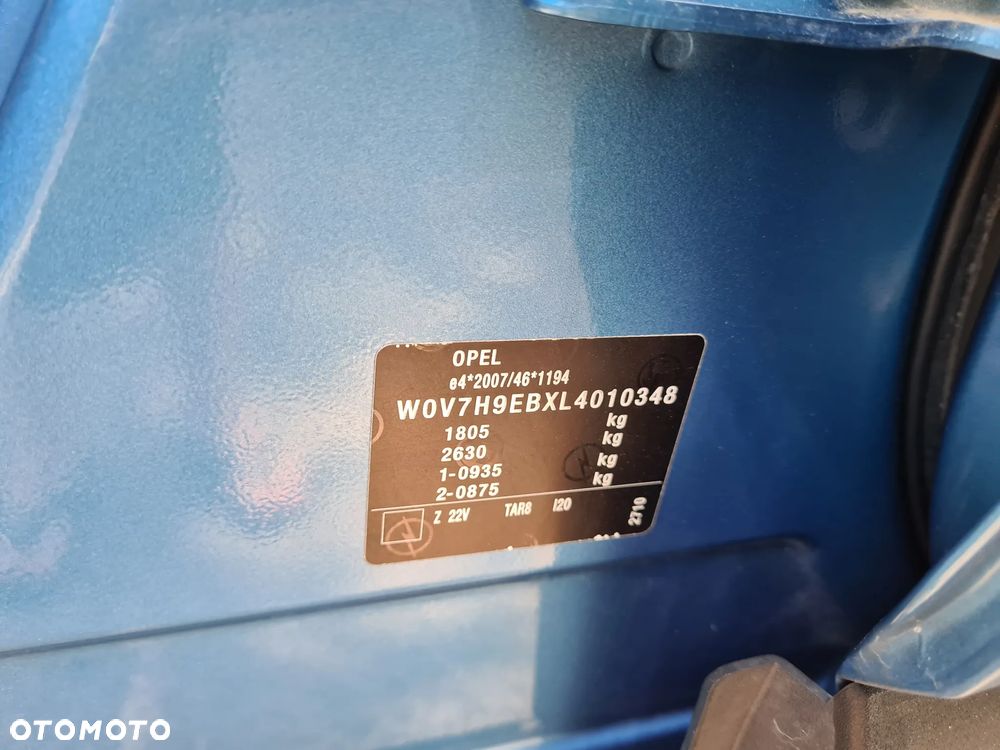 OPEL
e4*2007/46*1194
W0V7H9EBXL4010348
1805 kg
2630 kg
1-0935 kg
2-0875 kg
Z 22V TAR8 I20 2710
OTOMOTO